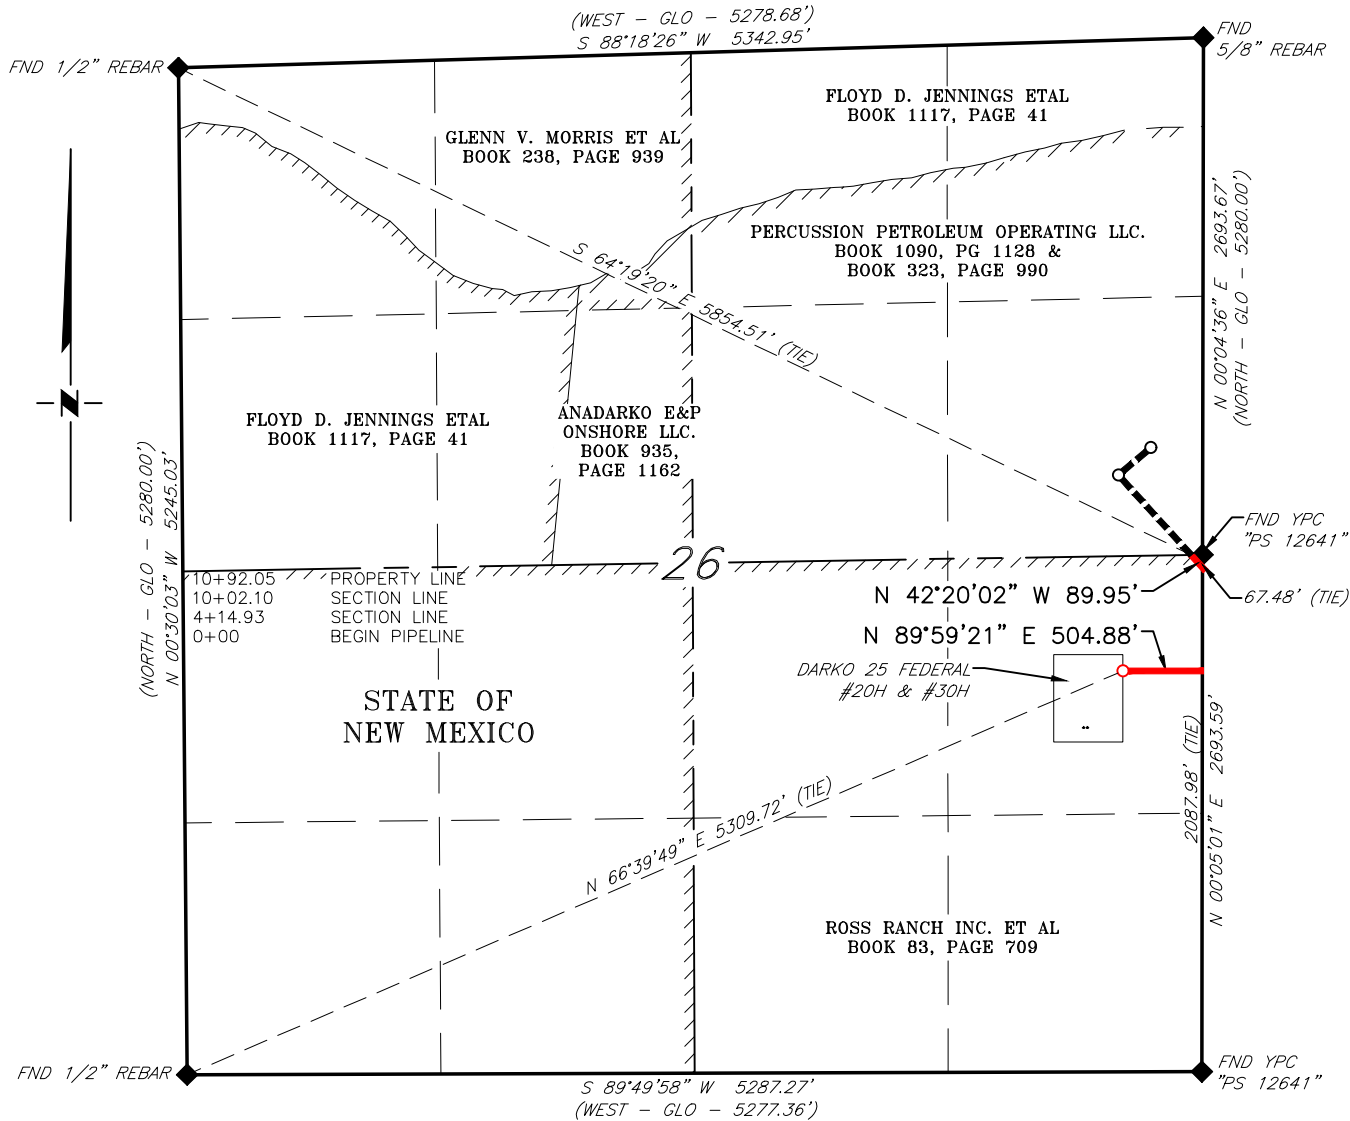 (WEST – GLO – 5278.68')
S 88°18'26" W 5342.95'
FND
5/8" REBAR
FND 1/2" REBAR
FLOYD D. JENNINGS ETAL
BOOK 1117, PAGE 41
GLENN V. MORRIS ET AL
BOOK 238, PAGE 939
PERCUSSION PETROLEUM OPERATING LLC.
BOOK 1090, PG 1128 &
BOOK 323, PAGE 990
N 00°04'36" E 2693.67'
(NORTH – GLO – 5280.00')
S 64°19'20" E 5854.51' (TIE)
N
FLOYD D. JENNINGS ETAL
BOOK 1117, PAGE 41
ANADARKO E&P
ONSHORE LLC.
BOOK 935,
PAGE 1162
(NORTH – GLO – 5280.00')
N 00°30'03" W 5245.03'
FND YPC
"PS 12641"
26
10+92.05 PROPERTY LINE
10+02.10 SECTION LINE
4+14.93 SECTION LINE
0+00 BEGIN PIPELINE
N 42°20'02" W 89.95'
67.48' (TIE)
N 89°59'21" E 504.88'
DARKO 25 FEDERAL
#20H & #30H
STATE OF
NEW MEXICO
2087.98' (TIE)
N 00°05'01" E 2693.59'
N 66°39'49" E 5309.72' (TIE)
ROSS RANCH INC. ET AL
BOOK 83, PAGE 709
FND 1/2" REBAR
FND YPC
"PS 12641"
S 89°49'58" W 5287.27'
(WEST – GLO – 5277.36')